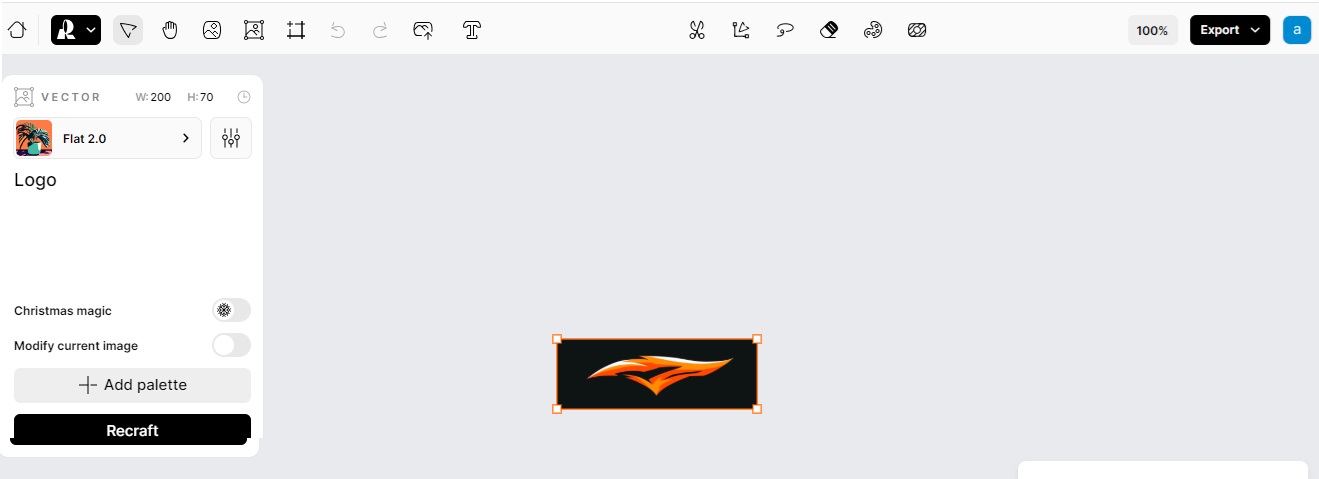 100%
Export
a
VECTOR W: 200 H: 70
Flat 2.0
Logo
Christmas magic
Modify current image
Add palette
Recraft